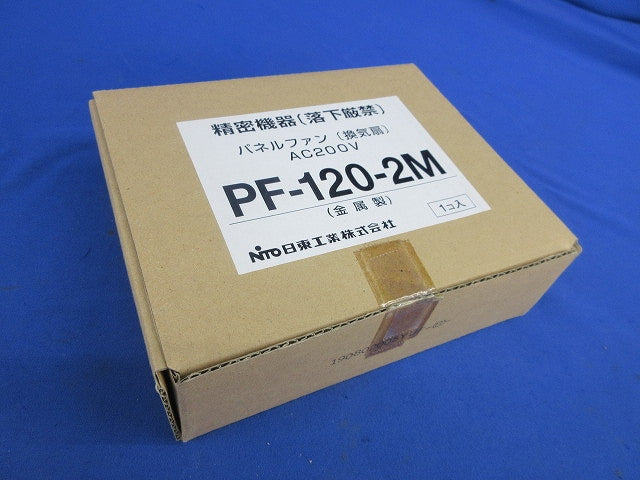 精密機器(落下厳禁)
パネルファン(換気扇)
AC200V
PF-120-2M
(金属製)
1コ入
NITO日東工業株式会社